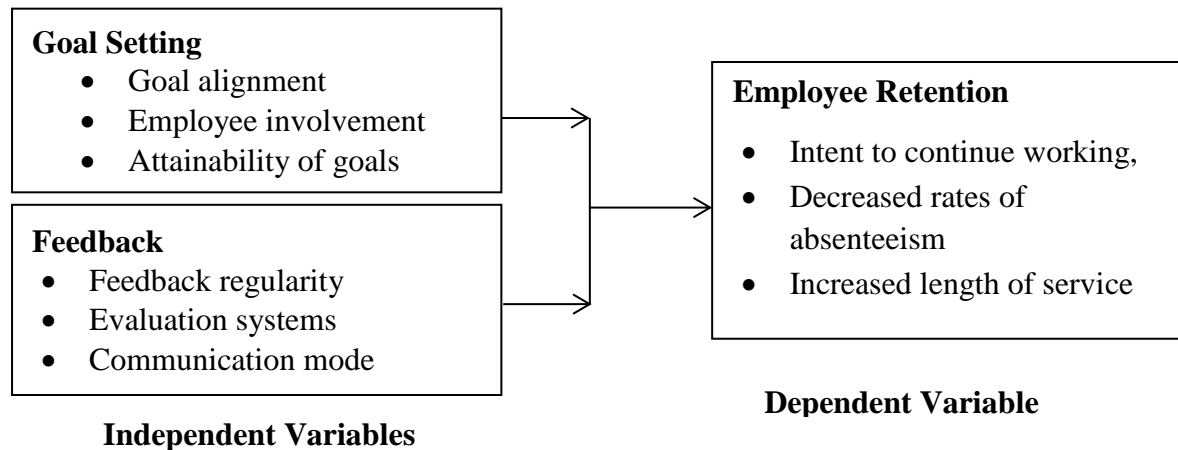 Goal Setting
• Goal alignment
• Employee involvement
• Attainability of goals
Feedback
• Feedback regularity
• Evaluation systems
• Communication mode
Independent Variables
Employee Retention
• Intent to continue working,
• Decreased rates of
absenteeism
• Increased length of service
Dependent Variable